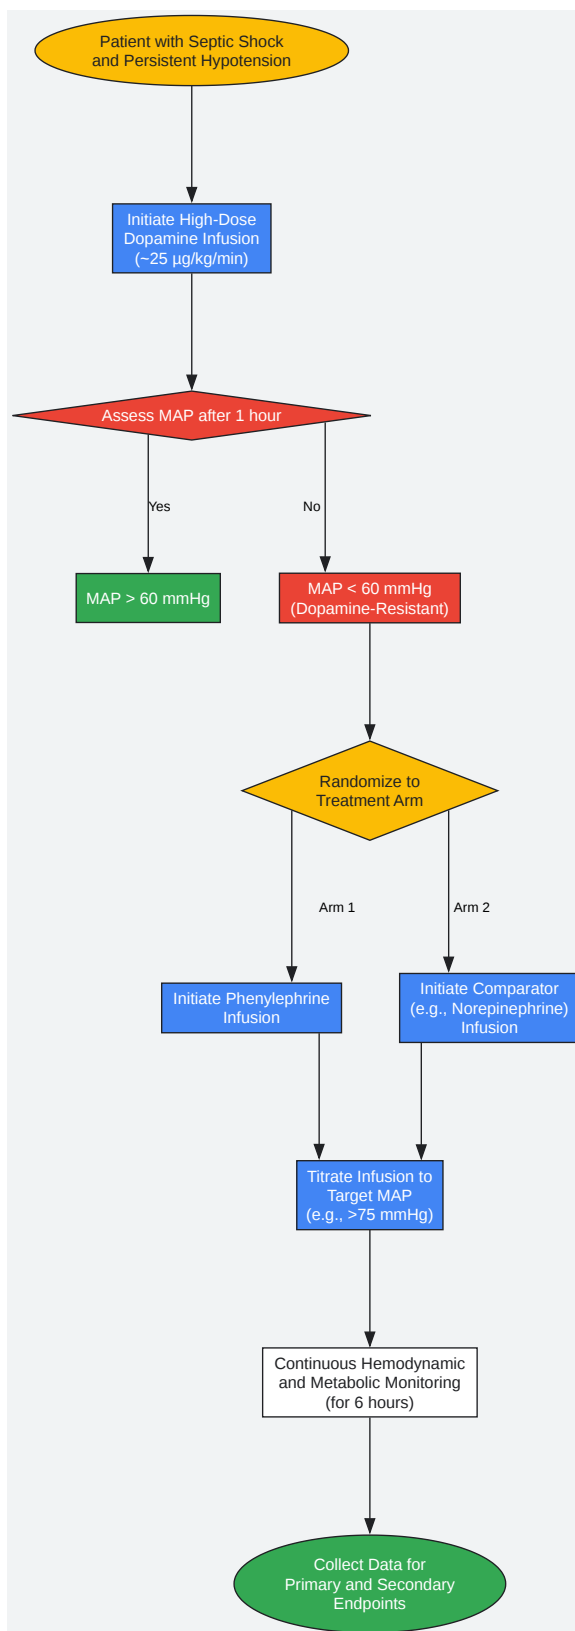 Patient with Septic Shock
and Persistent Hypotension
Initiate High-Dose
Dopamine Infusion
(~25 µg/kg/min)
Assess MAP after 1 hour
Yes
No
MAP > 60 mmHg
MAP < 60 mmHg
(Dopamine-Resistant)
Randomize to
Treatment Arm
Arm 1
Arm 2
Initiate Phenylephrine
Infusion
Initiate Comparator
(e.g., Norepinephrine)
Infusion
Titrate Infusion to
Target MAP
(e.g., >75 mmHg)
Continuous Hemodynamic
and Metabolic Monitoring
(for 6 hours)
Collect Data for
Primary and Secondary
Endpoints